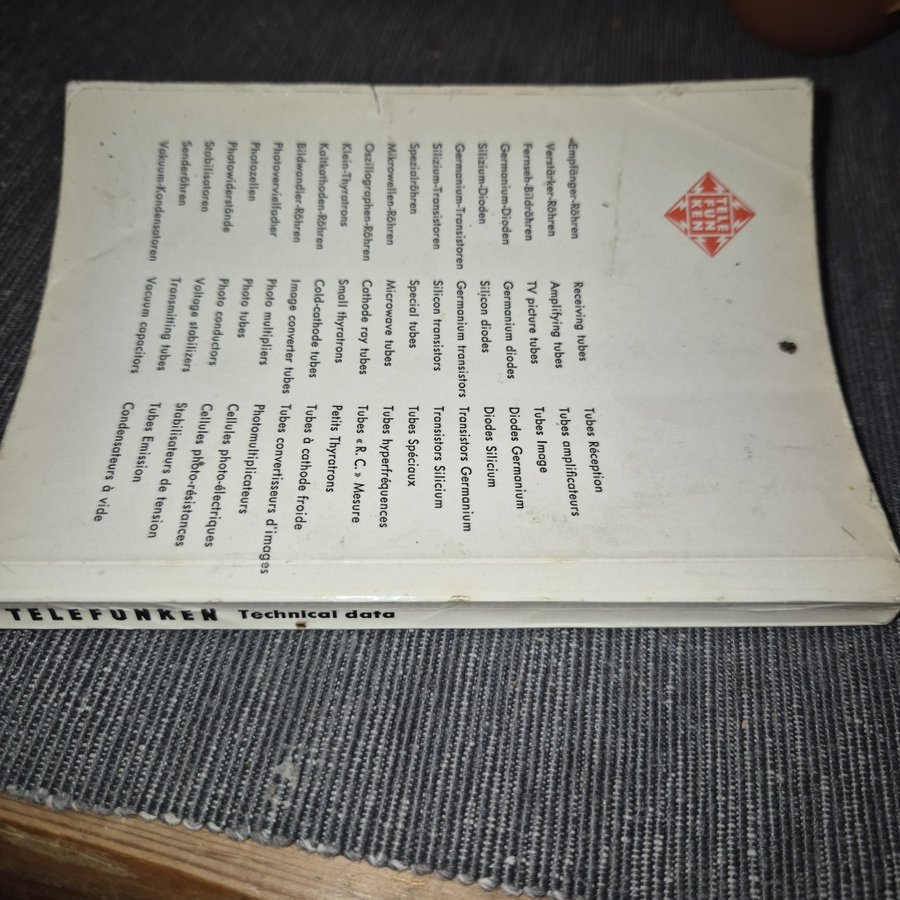 TELE
FUN
KEN
Empfänger-Röhren
Verstärker-Röhren
Fernseh-Bildröhren
Germanium-Dioden
Silizium-Dioden
Germanium-Transistoren
Silizium-Transistoren
Spezialröhren
Mikrowellen-Röhren
Oszillographen-Röhren
Klein-Thyratrons
Kaltkathoden-Röhren
Bildwandler-Röhren
Photovervielfacher
Photozellen
Photowiderstände
Stabilisatoren
Senderöhren
Vakuum-Kondensatoren
Receiving tubes
Amplifying tubes
TV picture tubes
Germanium diodes
Silicon diodes
Germanium transistors
Silicon transistors
Special tubes
Microwave tubes
Cathode ray tubes
Small thyratrons
Cold-cathode tubes
Image converter tubes
Photo multipliers
Photo tubes
Photo conductors
Voltage stabilizers
Transmitting tubes
Vacuum capacitors
Tubes Réception
Tubes amplificateurs
Tubes Image
Diodes Germanium
Diodes Silicium
Transistors Germanium
Transistors Silicium
Tubes Spéciaux
Tubes hyperfréquences
Tubes « R. C. » Mesure
Petits Thyratrons
Tubes à cathode froide
Tubes convertisseurs d'images
Photomultiplicateurs
Cellules photo-électriques
Cellules photo-résistances
Stabilisateurs de tension
Tubes Emission
Condensateurs à vide
TELEFUNKEN Technical data